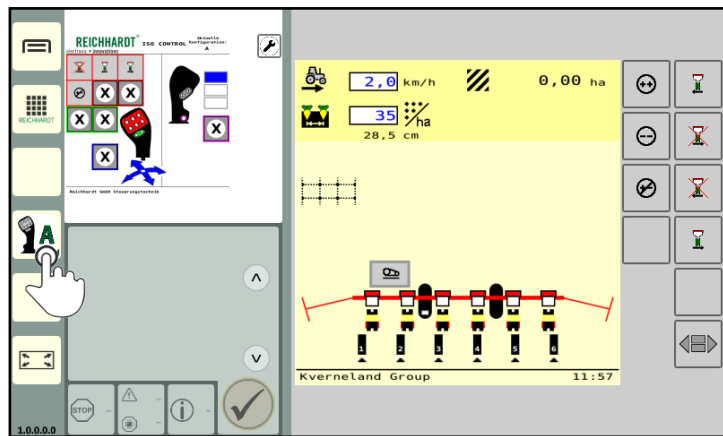 REICHHARDT®
electronic • innovations
ISO CONTROL
Aktuelle
Konfiguration:
A
REICHHARDT
X X
X X
X
X
Reichhardt GmbH Steuerungstechnik
A
STOP
-
-
-
-
1.0.0.0.0
2,0 km/h
0,00 ha
35 /ha
28,5 cm
1 2 3 4 5 6
Kverneland Group 11:57